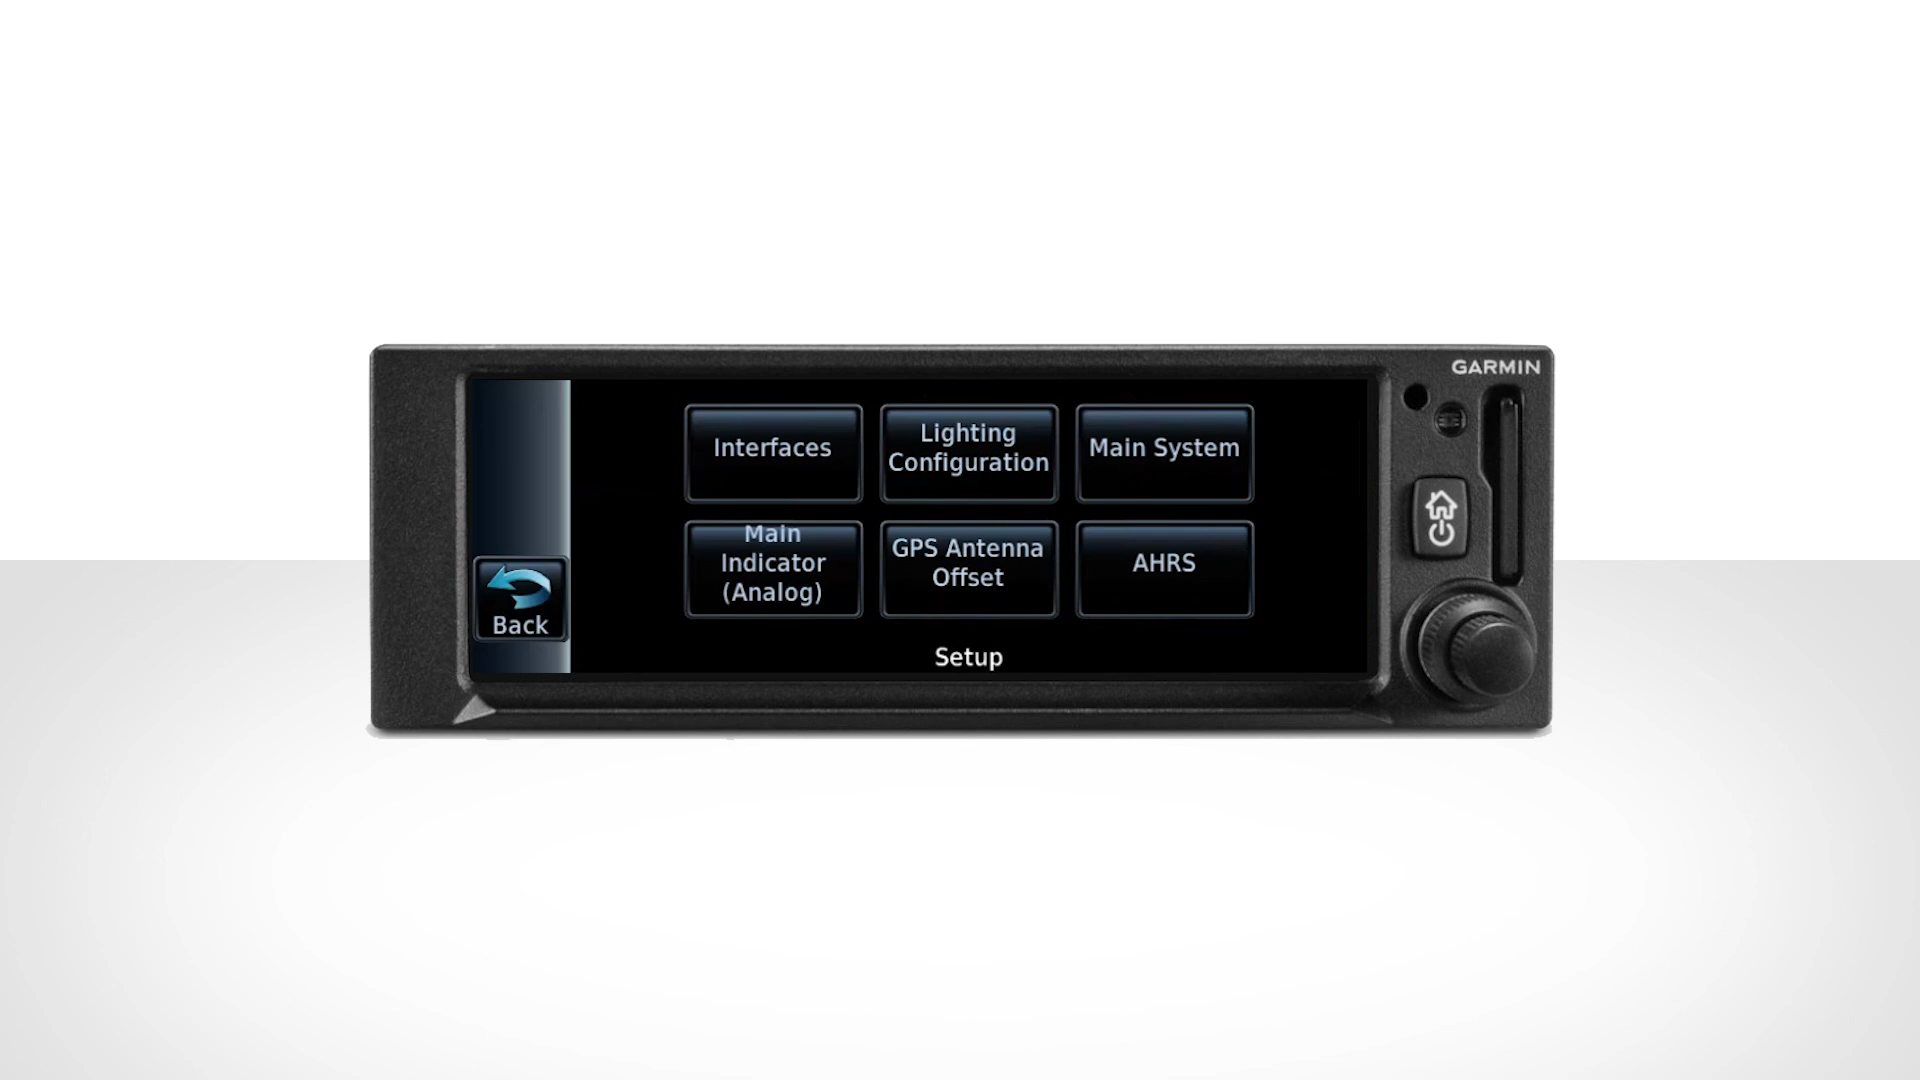 GARMIN
Interfaces
Lighting
Configuration
Main System
Main
Indicator
(Analog)
GPS Antenna
Offset
AHRS
Back
Setup